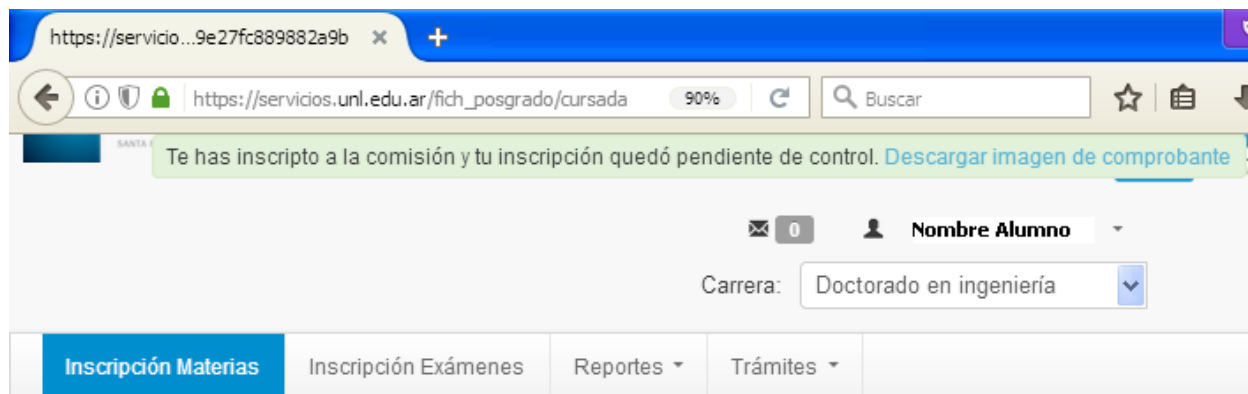 https://servicio...9e27fc889882a9b
https://servicios.unl.edu.ar/fich_posgrado/cursada 90% Buscar
SANTA
Te has inscripto a la comisión y tu inscripción quedó pendiente de control. Descargar imagen de comprobante
0 Nombre Alumno
Carrera: Doctorado en ingeniería
Inscripción Materias Inscripción Exámenes Reportes Trámites